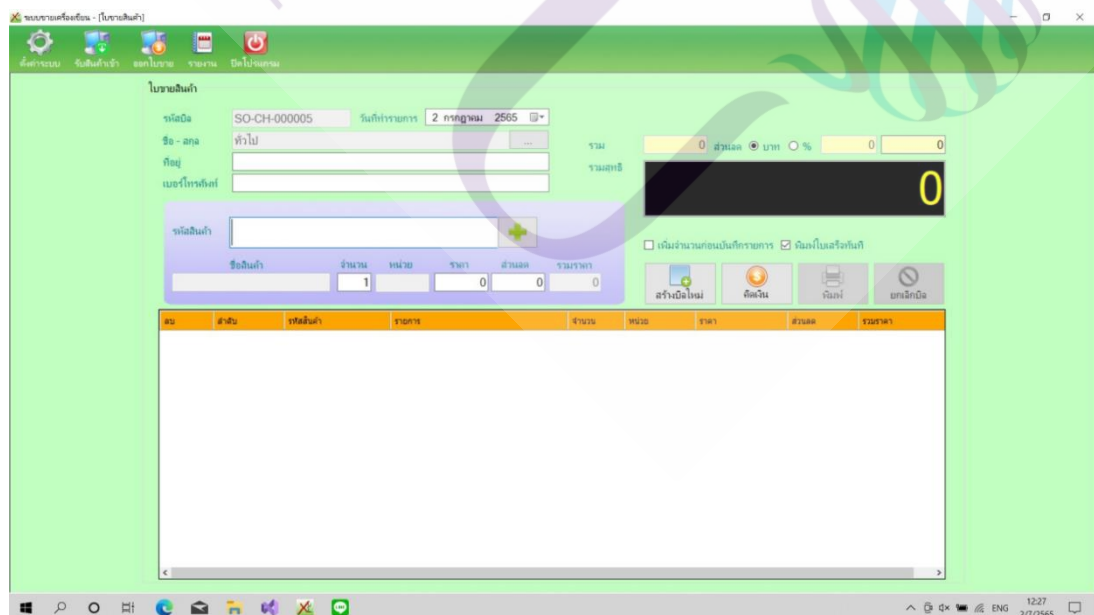 ระบบขายเครื่องเขียน - [ใบขายสินค้า]
ตั้งค่าระบบ รับสินค้าเข้า ออกใบขาย รายงาน ปิดโปรแกรม
ใบขายสินค้า
รหัสบิล SO-CH-000005 วันที่ทำรายการ 2 กรกฎาคม 2565
ชื่อ - สกุล ทั่วไป ...
รวม 0 ส่วนลด บาท % 0 0
ที่อยู่
รวมสุทธิ 0
เบอร์โทรศัพท์
รหัสสินค้า
เพิ่มจำนวนก่อนบันทึกรายการ พิมพ์ใบเสร็จทันที
ชื่อสินค้า จำนวน หน่วย ราคา ส่วนลด รวมราคา
1 0 0 0
สร้างบิลใหม่ คิดเงิน พิมพ์ ยกเลิกบิล
ลบ ลำดับ รหัสสินค้า รายการ จำนวน หน่วย ราคา ส่วนลด รวมราคา
ENG 12:27
2/7/2565